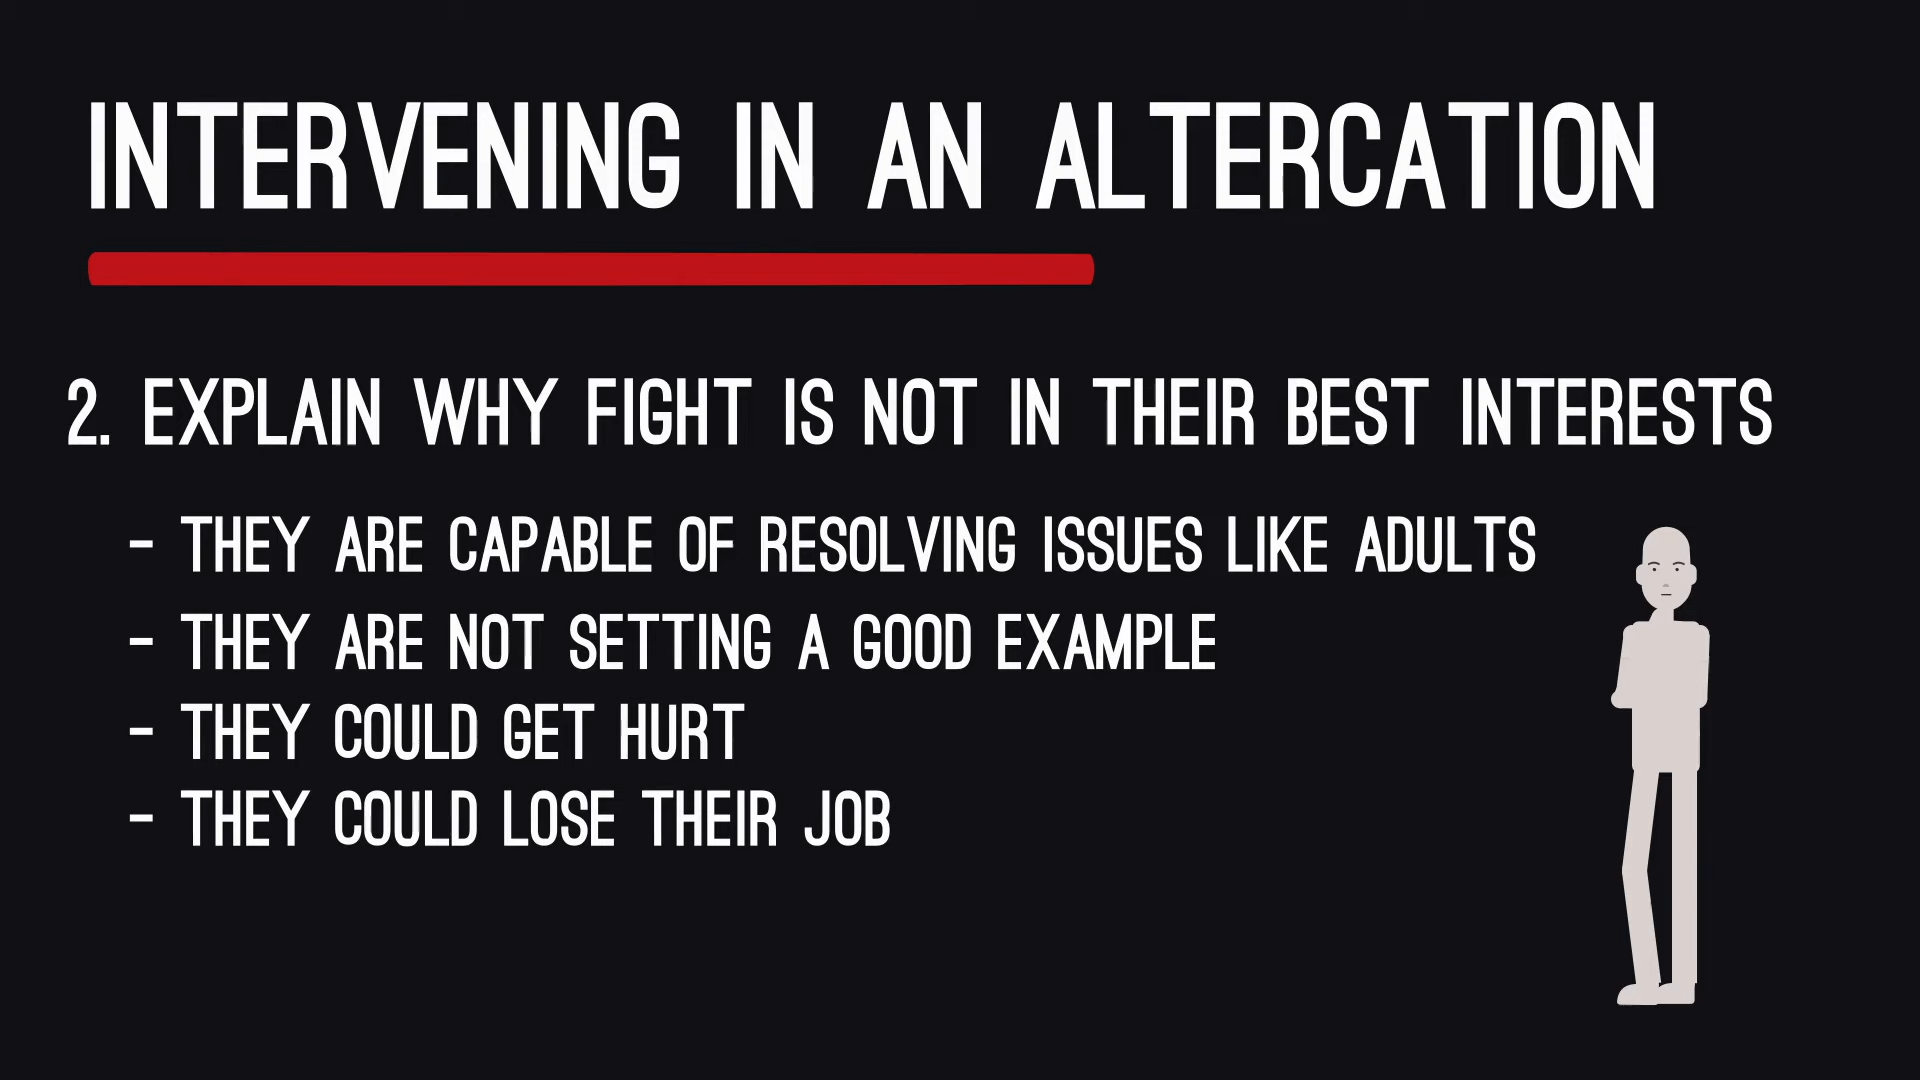 INTERVENING IN AN ALTERCATION
2. EXPLAIN WHY FIGHT IS NOT IN THEIR BEST INTERESTS
- THEY ARE CAPABLE OF RESOLVING ISSUES LIKE ADULTS
- THEY ARE NOT SETTING A GOOD EXAMPLE
- THEY COULD GET HURT
- THEY COULD LOSE THEIR JOB